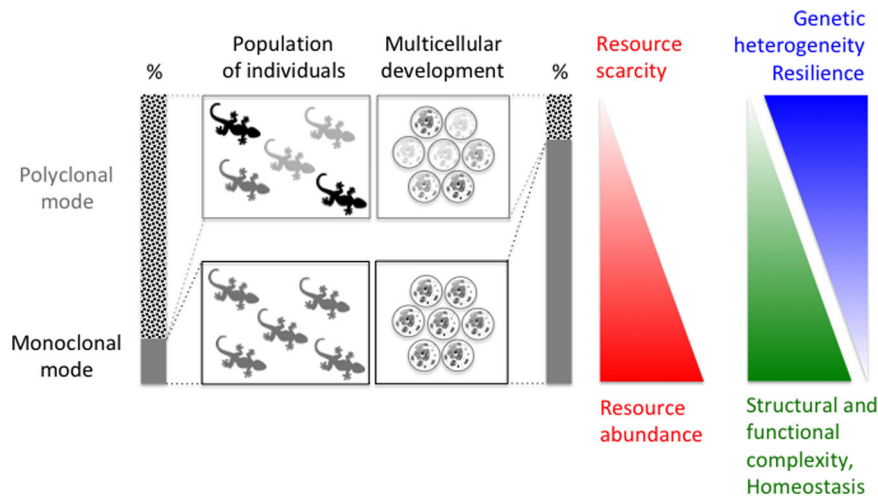 %
Population
of individuals
Multicellular
development
%
Resource
scarcity
Genetic
heterogeneity
Resilience
Polyclonal
mode
Monoclonal
mode
Resource
abundance
Structural and
functional
complexity,
Homeostasis